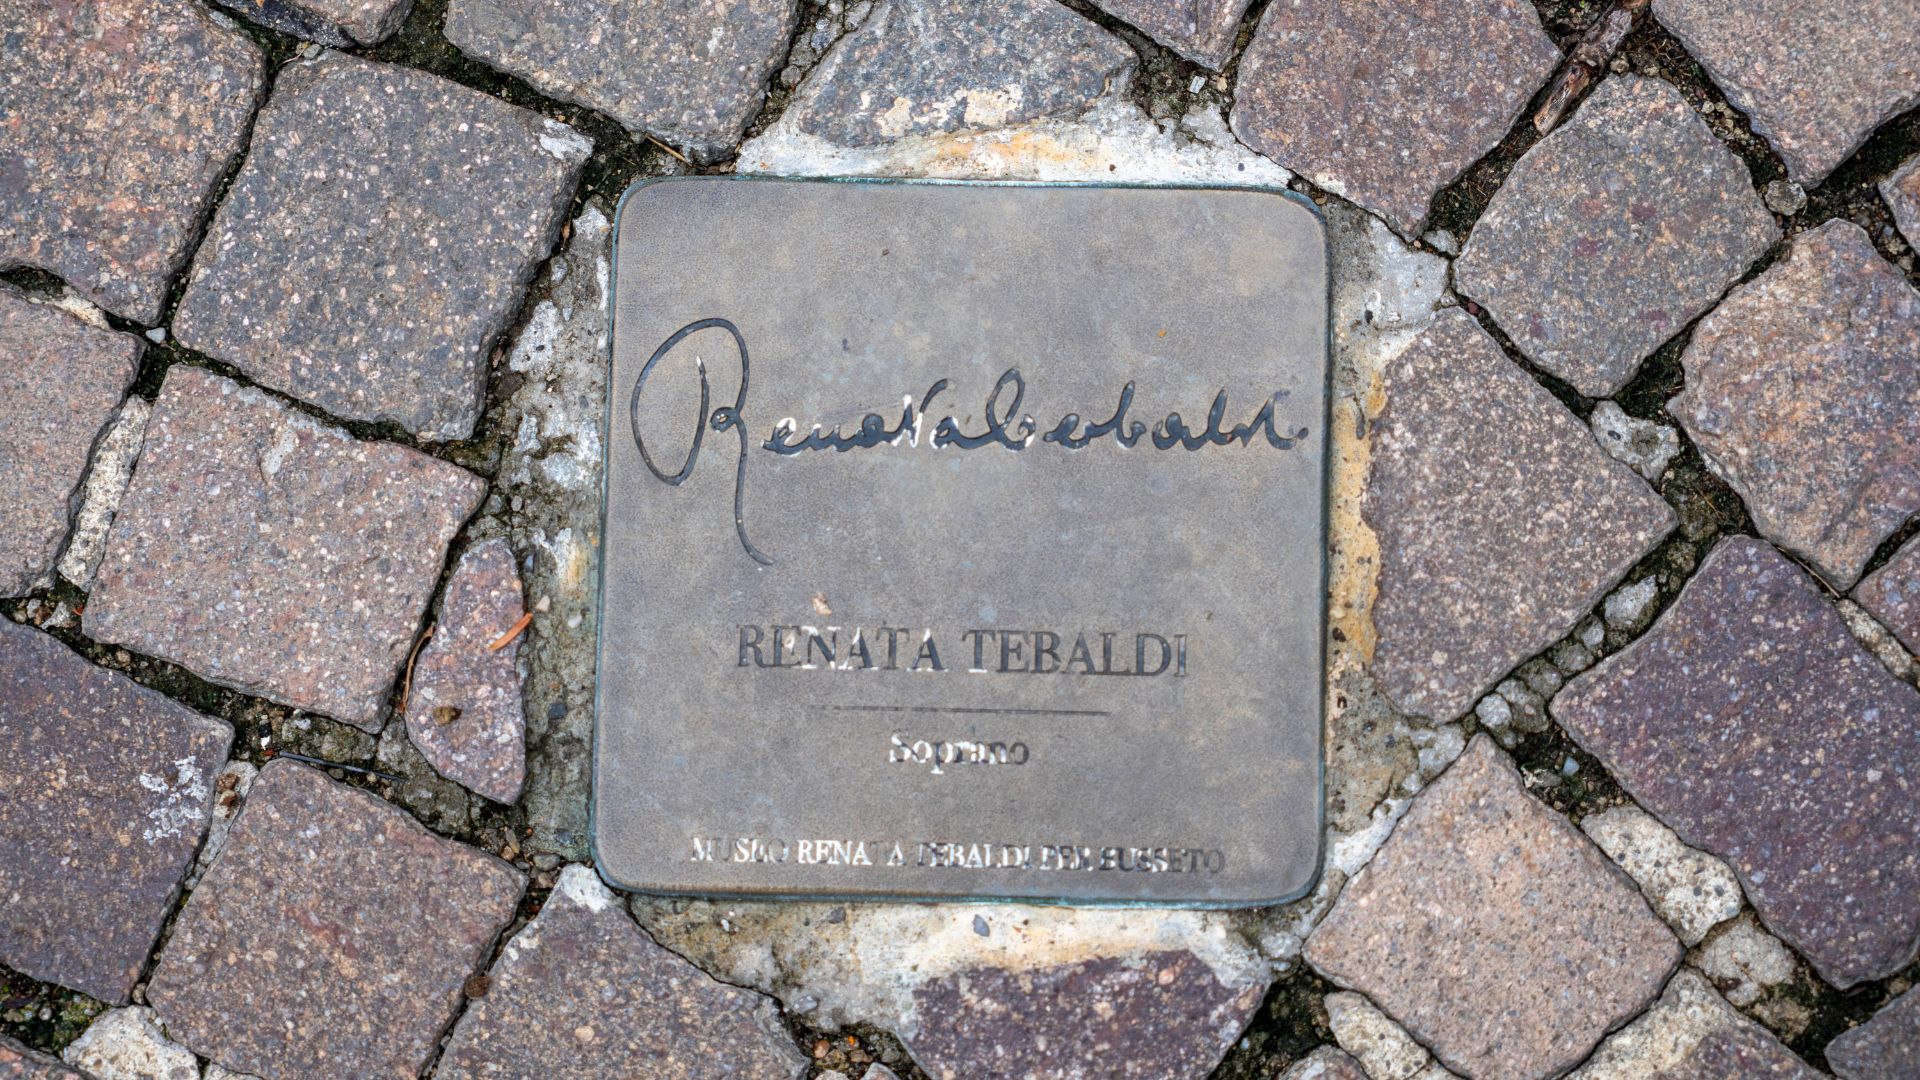 Renata Tebaldi
RENATA TEBALDI
Soprano
MUSEO RENATA TEBALDI PER BUSSETO